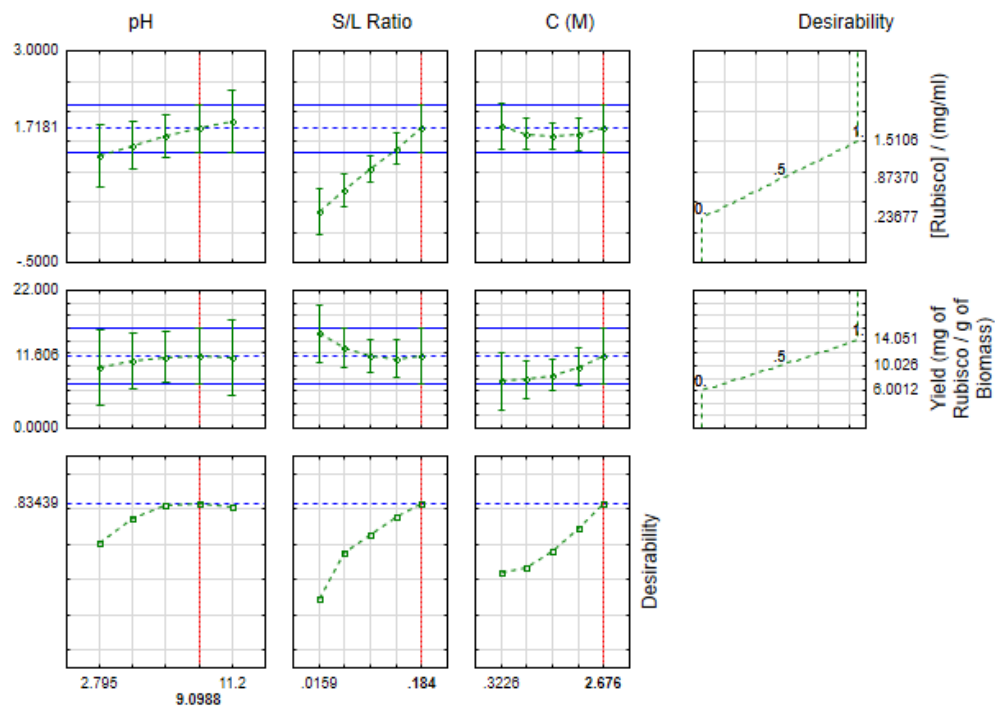 pH
S/L Ratio
C (M)
Desirability
3.0000
1.7181
-.5000
0.
.5
1.
1.5106
.87370
.23677
[Rubisco] / (mg/ml)
22.000
11.606
0.0000
0.
.5
1.
14.051
10.026
6.0012
Yield (mg of
Rubisco / g of
Biomass)
.83439
Desirability
2.795
9.0988
11.2
.0159
.184
.3226
2.676